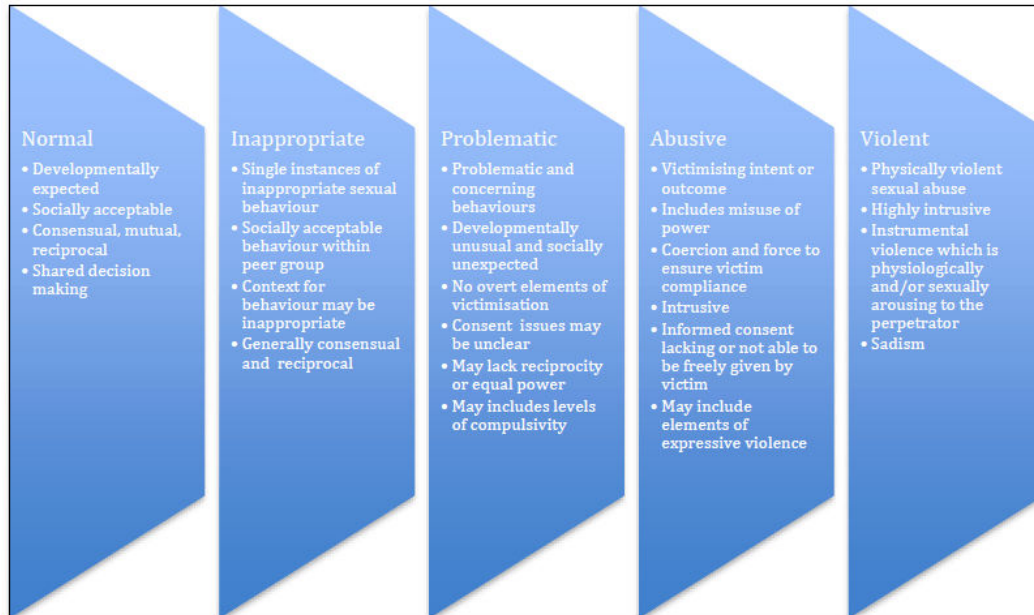 Normal
• Developmentally
expected
• Socially acceptable
• Consensual, mutual,
reciprocal
• Shared decision
making
Inappropriate
• Single instances of
inappropriate sexual
behaviour
• Socially acceptable
behaviour within
peer group
• Context for
behaviour may be
inappropriate
• Generally consensual
and reciprocal
Problematic
• Problematic and
concerning
behaviours
• Developmentally
unusual and socially
unexpected
• No overt elements of
victimisation
• Consent issues may
be unclear
• May lack reciprocity
or equal power
• May includes levels
of compulsivity
Abusive
• Victimising intent or
outcome
• Includes misuse of
power
• Coercion and force to
ensure victim
compliance
• Intrusive
• Informed consent
lacking or not able to
be freely given by
victim
• May include
elements of
expressive violence
Violent
• Physically violent
sexual abuse
• Highly intrusive
• Instrumental
violence which is
physiologically
and/or sexually
arousing to the
perpetrator
• Sadism